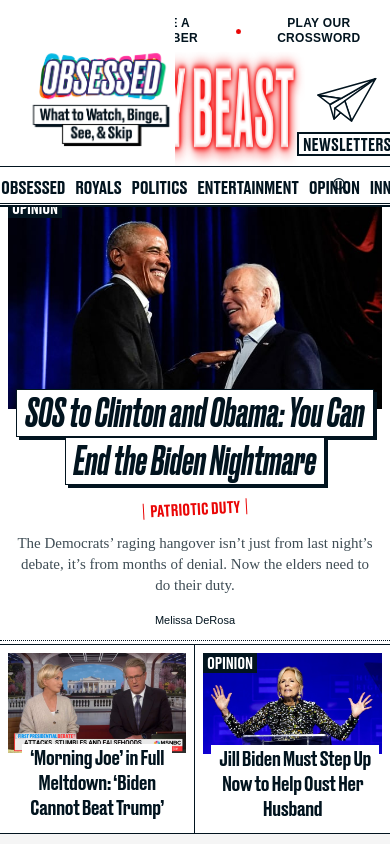 E A
BER
PLAY OUR
CROSSWORD
OBSESSED
What to Watch, Binge,
See, & Skip
Y BEAST
NEWSLETTERS
OBSESSED ROYALS POLITICS ENTERTAINMENT OPINION INN
OPINION
SOS to Clinton and Obama: You Can
End the Biden Nightmare
PATRIOTIC DUTY
The Democrats’ raging hangover isn’t just from last night’s
debate, it’s from months of denial. Now the elders need to
do their duty.
Melissa DeRosa
FIRST PRESIDENTIAL DEBATE
ATTACKS, STUMBLES AND FALSEHOODS
MSNBC
‘Morning Joe’ in Full
Meltdown: ‘Biden
Cannot Beat Trump’
OPINION
Jill Biden Must Step Up
Now to Help Oust Her
Husband